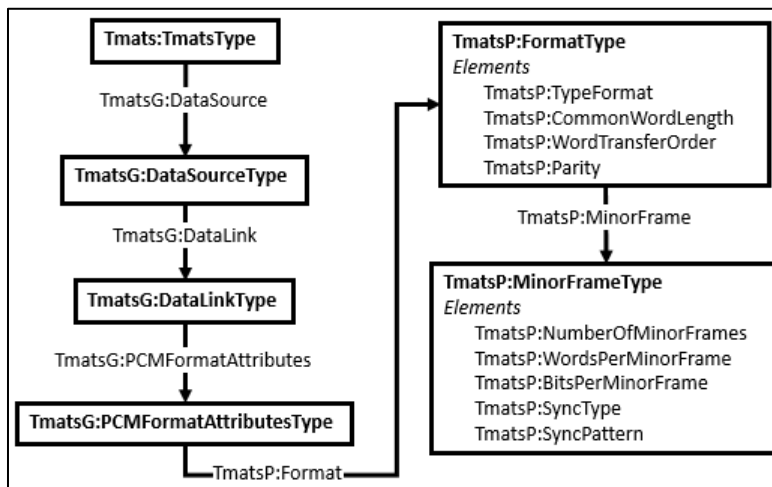 Tmats:TmatsType
TmatsG:DataSource
TmatsG:DataSourceType
TmatsG:DataLink
TmatsG:DataLinkType
TmatsG:PCMFormatAttributes
TmatsG:PCMFormatAttributesType
TmatsP:Format
TmatsP:FormatType
Elements
TmatsP:TypeFormat
TmatsP:CommonWordLength
TmatsP:WordTransferOrder
TmatsP:Parity
TmatsP:MinorFrame
TmatsP:MinorFrameType
Elements
TmatsP:NumberOfMinorFrames
TmatsP:WordsPerMinorFrame
TmatsP:BitsPerMinorFrame
TmatsP:SyncType
TmatsP:SyncPattern